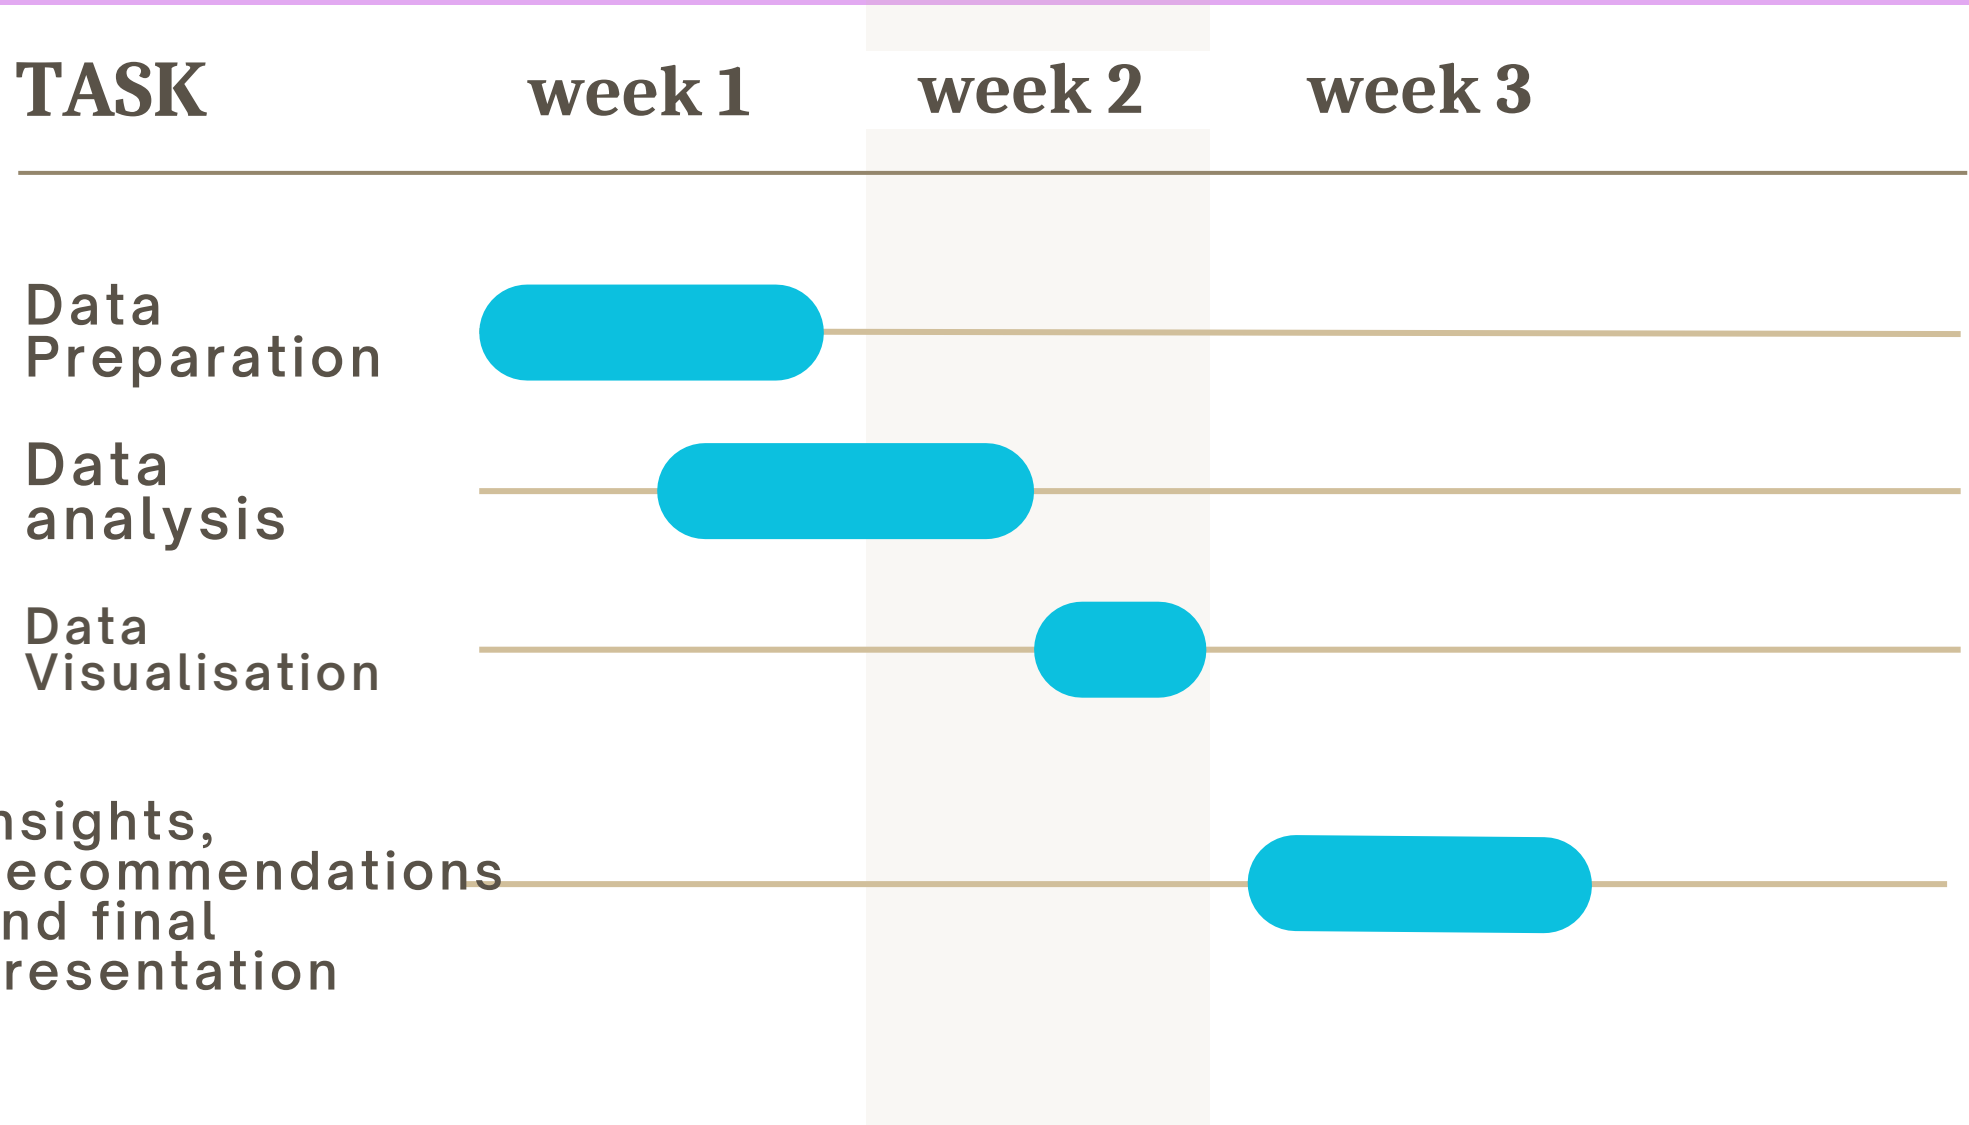 TASK week 1 week 2 week 3
Data
Preparation
Data
analysis
Data
Visualisation
nsights,
ecommendations
nd final
resentation